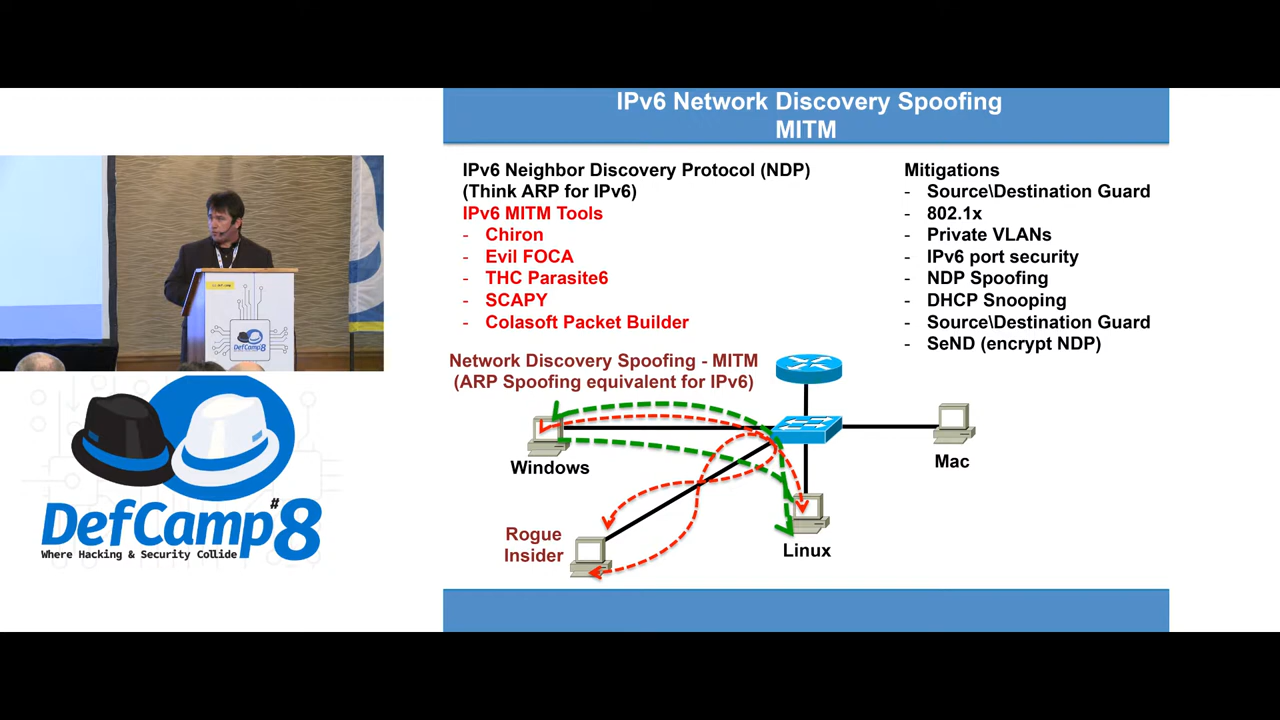 IPv6 Network Discovery Spoofing
MITM
IPv6 Neighbor Discovery Protocol (NDP)
(Think ARP for IPv6)
IPv6 MITM Tools
- Chiron
- Evil FOCA
- THC Parasite6
- SCAPY
- Colasoft Packet Builder
Mitigations
- Source\Destination Guard
- 802.1x
- Private VLANs
- IPv6 port security
- NDP Spoofing
- DHCP Snooping
- Source\Destination Guard
- SeND (encrypt NDP)
Network Discovery Spoofing - MITM
(ARP Spoofing equivalent for IPv6)
Windows
Mac
Rogue
Insider
Linux
DefCamp 8
DefCamp#8
Where Hacking & Security Collide